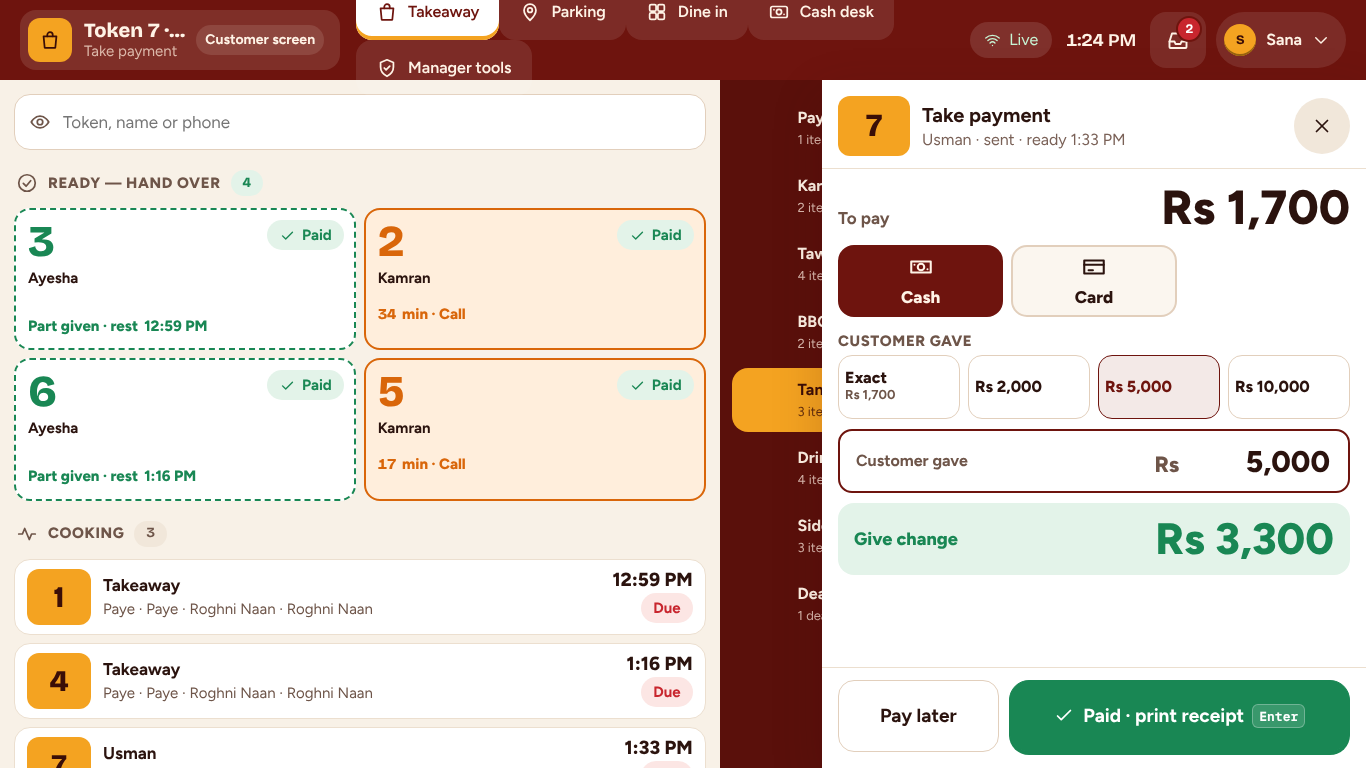 Token 7 ·...
Take payment
Customer screen
Takeaway
Parking
Dine in
Cash desk
Manager tools
Live
1:24 PM
2
S
Sana
Token, name or phone
READY — HAND OVER 4
3
Paid
Ayesha
Part given · rest 12:59 PM
2
Paid
Kamran
34 min · Call
6
Paid
Ayesha
Part given · rest 1:16 PM
5
Paid
Kamran
17 min · Call
COOKING 3
1
Takeaway
Paye · Paye · Roghni Naan · Roghni Naan
12:59 PM
Due
4
Takeaway
Paye · Paye · Roghni Naan · Roghni Naan
1:16 PM
Due
7
Usman
1:33 PM
Pay
1 ite
Kar
2 ite
Taw
4 ite
BBQ
2 ite
Tan
3 ite
Drin
4 ite
Sid
3 ite
Dea
1 dea
7
Take payment
Usman · sent · ready 1:33 PM
To pay
Rs 1,700
Cash
Card
CUSTOMER GAVE
Exact
Rs 1,700
Rs 2,000
Rs 5,000
Rs 10,000
Customer gave
Rs 5,000
Give change
Rs 3,300
Pay later
Paid · print receipt Enter